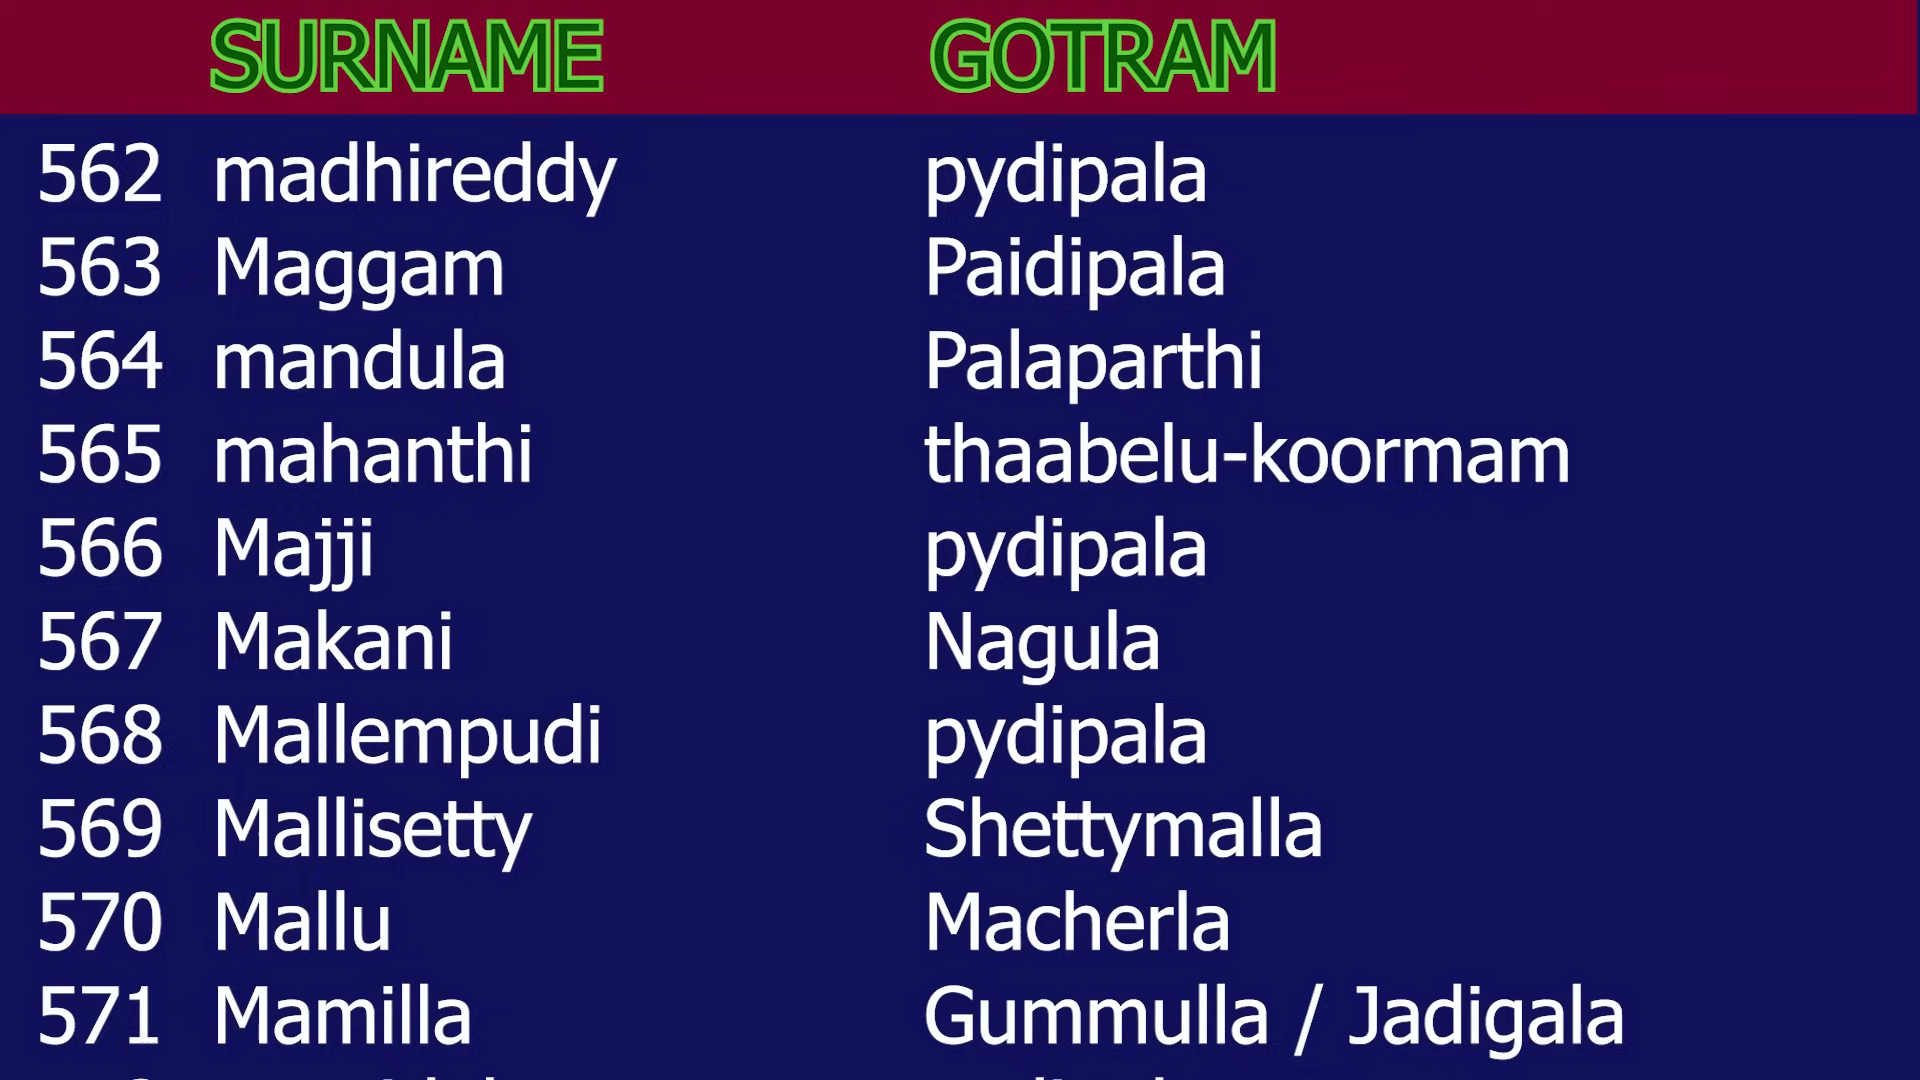 SURNAME GOTRAM
562 madhireddy pydipala
563 Maggam Paidipala
564 mandula Palaparthi
565 mahanthi thaabelu-koormam
566 Majji pydipala
567 Makani Nagula
568 Mallempudi pydipala
569 Mallisetty Shettymalla
570 Mallu Macherla
571 Mamilla Gummulla / Jadigala